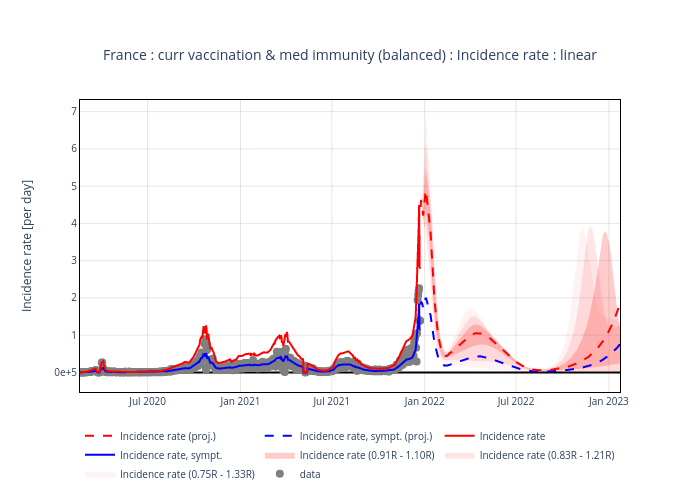 France : curr vaccination & med immunity (balanced) : Incidence rate : linear
Incidence rate [per day]
7
6
5
4
3
2
1
0e+5
Jul 2020
Jan 2021
Jul 2021
Jan 2022
Jul 2022
Jan 2023
Incidence rate (proj.)
Incidence rate, sympt. (proj.)
Incidence rate
Incidence rate, sympt.
Incidence rate (0.91R - 1.10R)
Incidence rate (0.83R - 1.21R)
Incidence rate (0.75R - 1.33R)
data